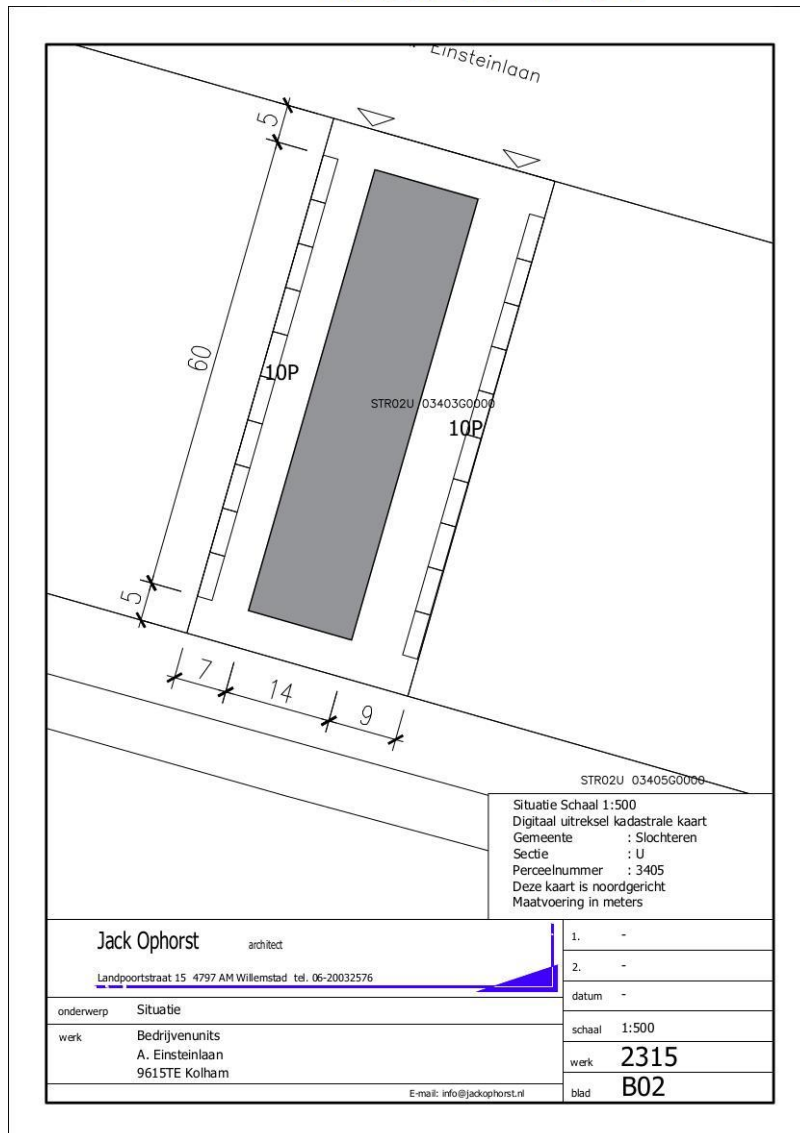 Einsteinlaan
5
60
10P
STR02U 03403G0000
10P
5
7
14
9
STR02U 03405G0000
Situatie Schaal 1:500
Digitaal uitreksel kadastrale kaart
Gemeente : Slochteren
Sectie : U
Perceelnummer : 3405
Deze kaart is noordgericht
Maatvoering in meters
Jack Ophorst architect
Landpoortstraat 15 4797 AM Willemstad tel. 06-20032576
1. -
2. -
datum -
onderwerp Situatie
schaal 1:500
werk Bedrijvenunits
A. Einsteinlaan
9615TE Kolham
werk 2315
E-mail: info@jackophorst.nl
blad B02